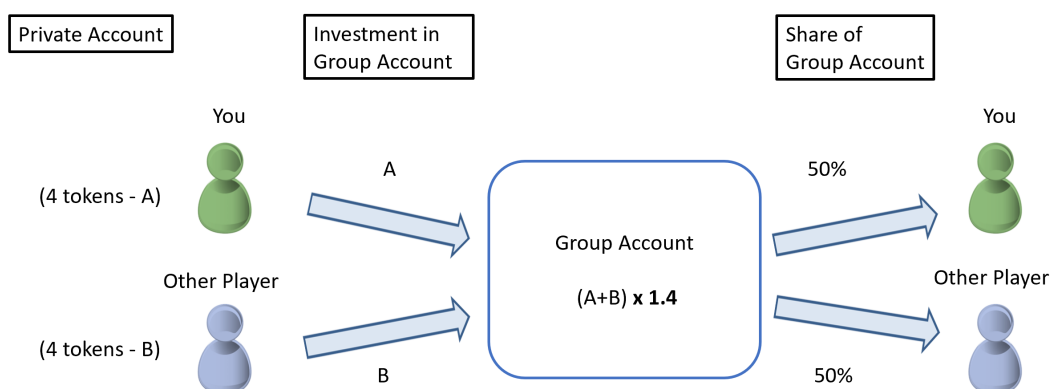 Private Account
Investment in
Group Account
Share of
Group Account
You
You
A
50%
(4 tokens - A)
Group Account
Other Player
Other Player
(A+B) x 1.4
(4 tokens - B)
B
50%